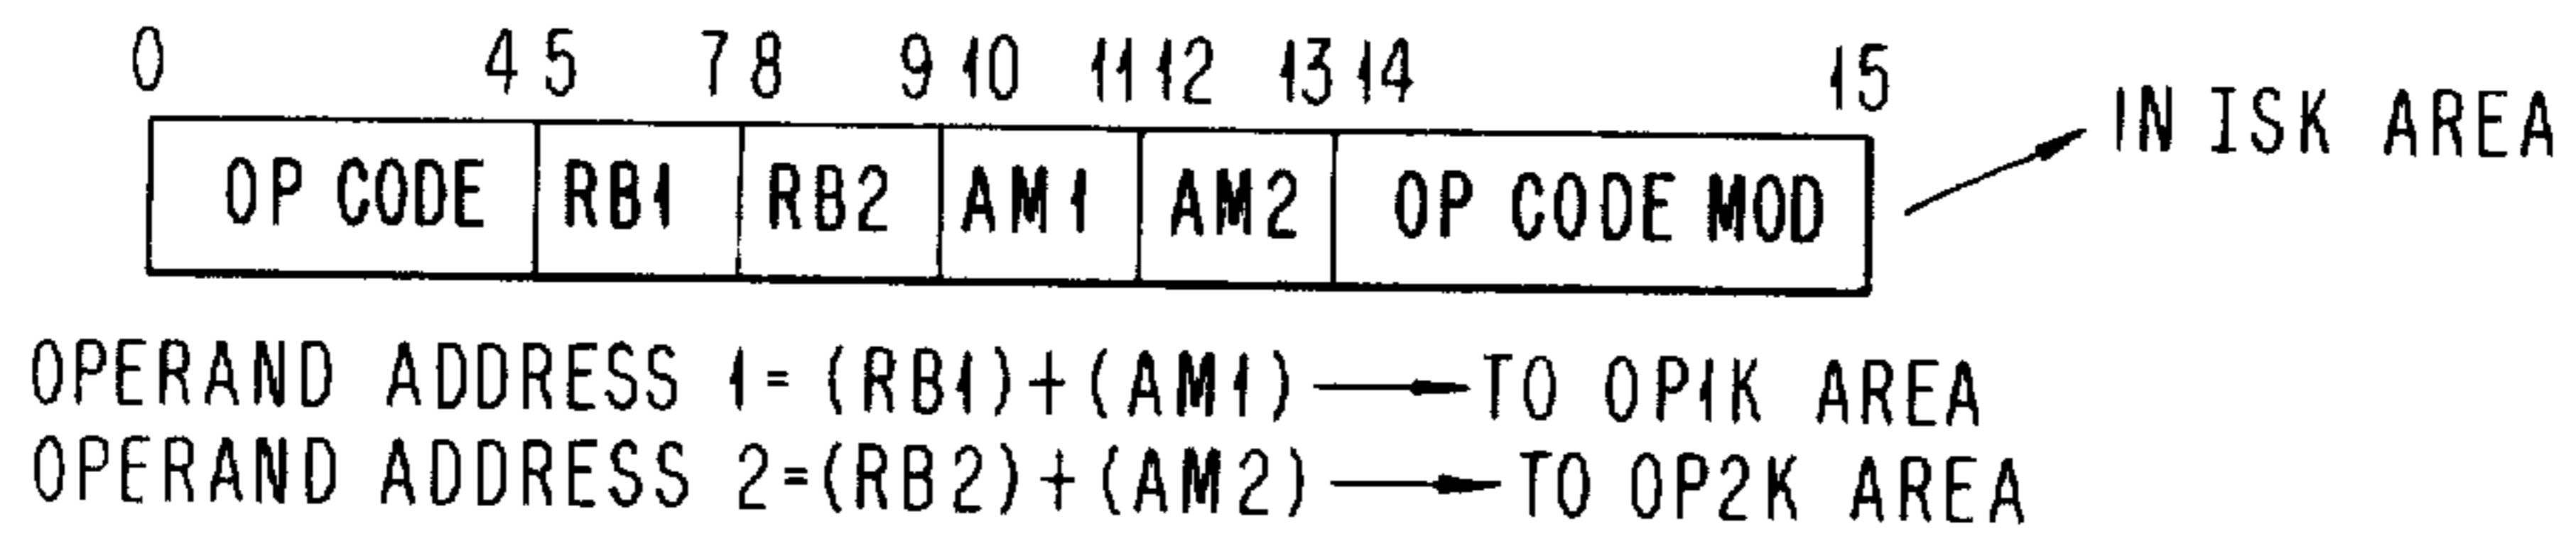 0 4 5 7 8 9 10 11 12 13 14 15
OP CODE RB1 RB2 AM1 AM2 OP CODE MOD
IN ISK AREA
OPERAND ADDRESS 1 = (RB1)+(AM1) → TO OP1K AREA
OPERAND ADDRESS 2 = (RB2)+(AM2) → TO OP2K AREA